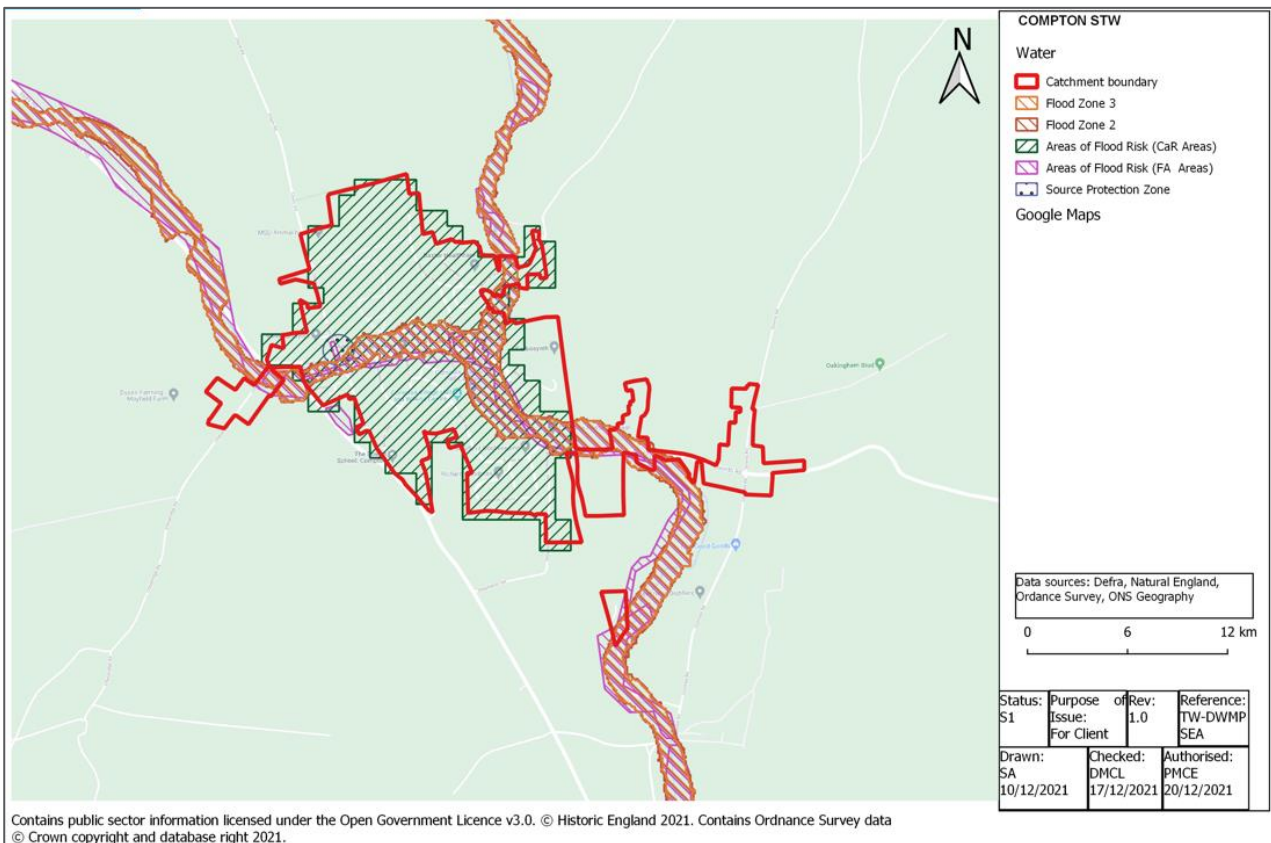 COMPTON STW
Water
Catchment boundary
Flood Zone 3
Flood Zone 2
Areas of Flood Risk (CaR Areas)
Areas of Flood Risk (FA Areas)
Source Protection Zone
Google Maps
N
Oakingham Stud
The
Data sources: Defra, Natural England,
Ordance Survey, ONS Geography
0 6 12 km
Status:
S1
Purpose of
Issue:
For Client
Rev:
1.0
Reference:
TW-DWMP
SEA
Drawn:
SA
10/12/2021
Checked:
DMCL
17/12/2021
Authorised:
PMCE
20/12/2021
Contains public sector information licensed under the Open Government Licence v3.0. © Historic England 2021. Contains Ordnance Survey data
© Crown copyright and database right 2021.